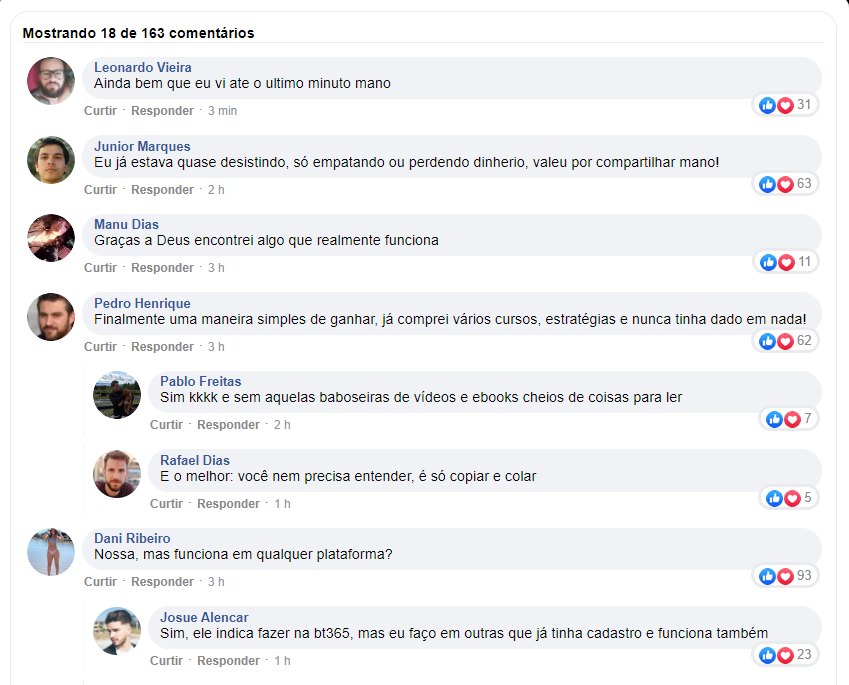 Mostrando 18 de 163 comentários
Leonardo Vieira
Ainda bem que eu vi ate o ultimo minuto mano
Curtir · Responder · 3 min
31
Junior Marques
Eu já estava quase desistindo, só empatando ou perdendo dinherio, valeu por compartilhar mano!
Curtir · Responder · 2 h
63
Manu Dias
Graças a Deus encontrei algo que realmente funciona
Curtir · Responder · 3 h
11
Pedro Henrique
Finalmente uma maneira simples de ganhar, já comprei vários cursos, estratégias e nunca tinha dado em nada!
Curtir · Responder · 3 h
62
Pablo Freitas
Sim kkkk e sem aquelas baboseiras de vídeos e ebooks cheios de coisas para ler
Curtir · Responder · 2 h
7
Rafael Dias
E o melhor: você nem precisa entender, é só copiar e colar
Curtir · Responder · 1 h
5
Dani Ribeiro
Nossa, mas funciona em qualquer plataforma?
Curtir · Responder · 3 h
93
Josue Alencar
Sim, ele indica fazer na bt365, mas eu faço em outras que já tinha cadastro e funciona também
Curtir · Responder · 1 h
23